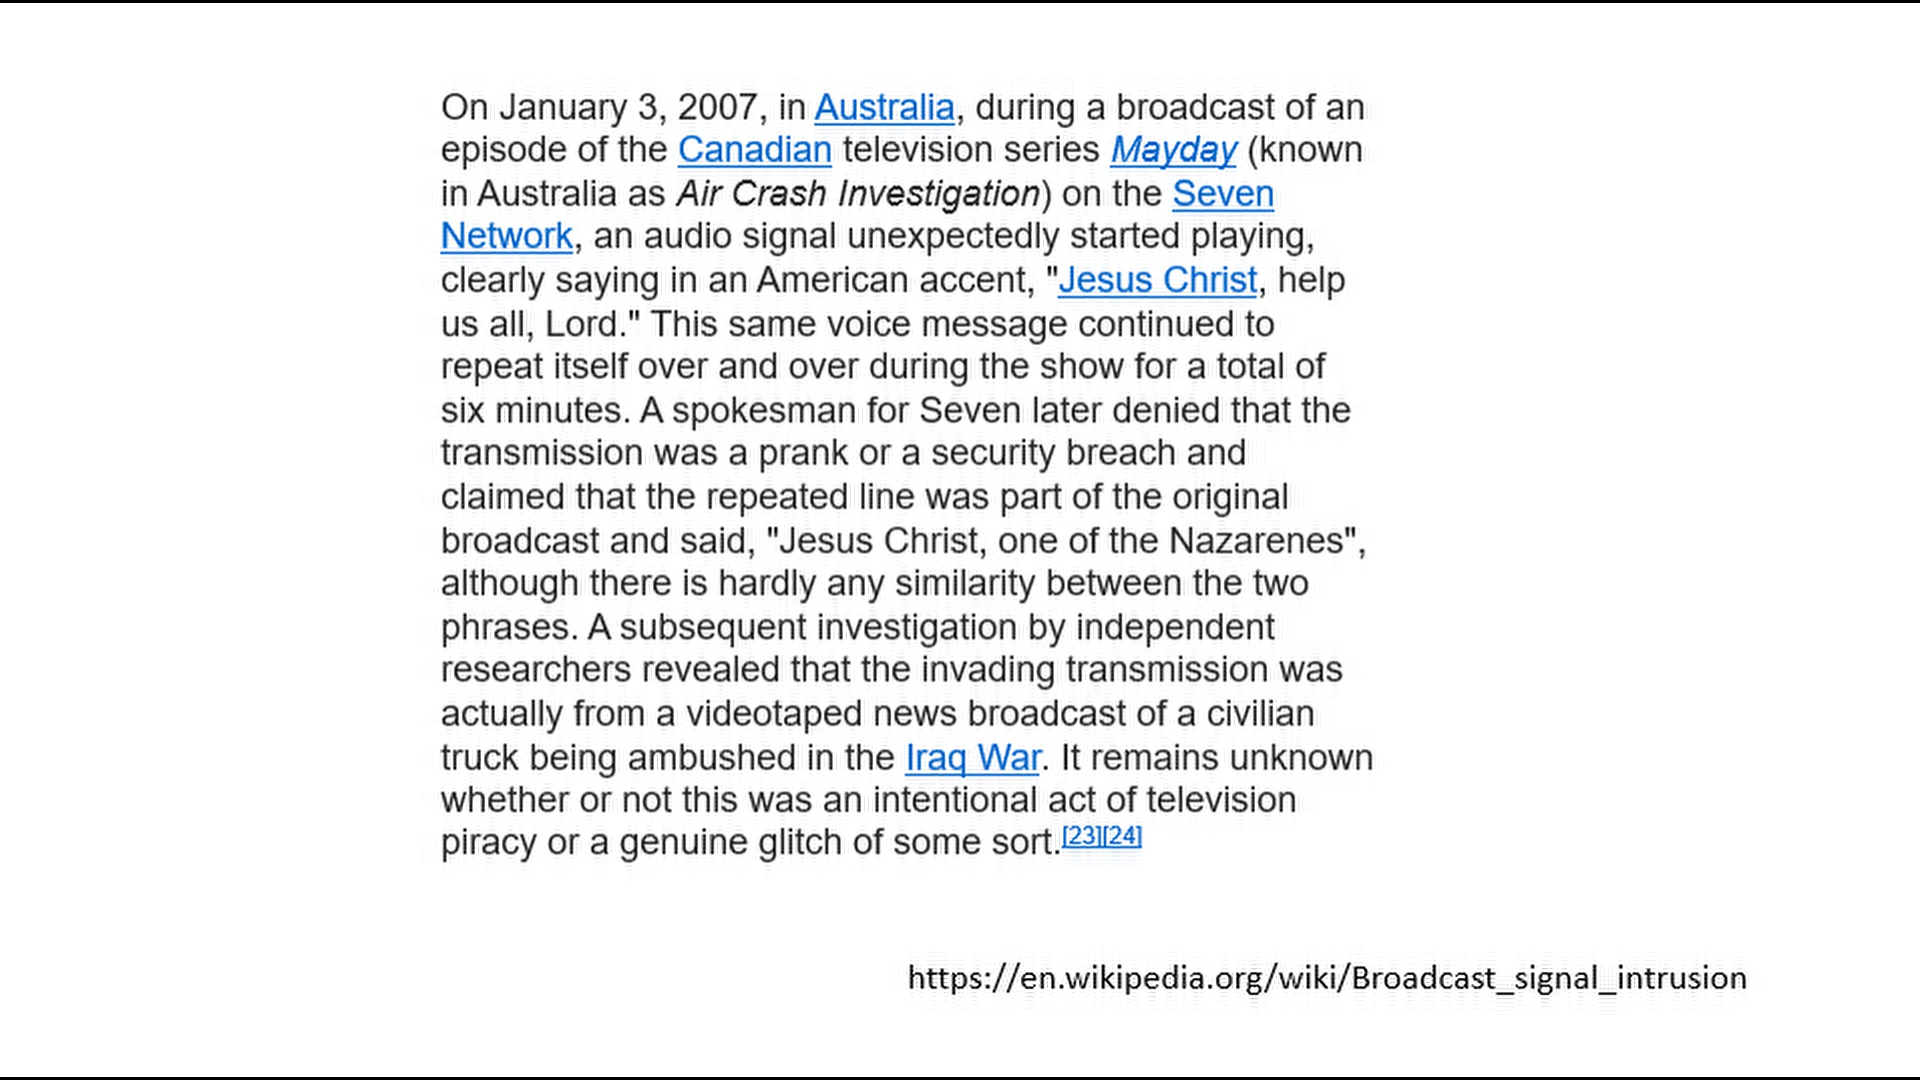 On January 3, 2007, in Australia, during a broadcast of an
episode of the Canadian television series Mayday (known
in Australia as Air Crash Investigation) on the Seven
Network, an audio signal unexpectedly started playing,
clearly saying in an American accent, "Jesus Christ, help
us all, Lord." This same voice message continued to
repeat itself over and over during the show for a total of
six minutes. A spokesman for Seven later denied that the
transmission was a prank or a security breach and
claimed that the repeated line was part of the original
broadcast and said, "Jesus Christ, one of the Nazarenes",
although there is hardly any similarity between the two
phrases. A subsequent investigation by independent
researchers revealed that the invading transmission was
actually from a videotaped news broadcast of a civilian
truck being ambushed in the Iraq War. It remains unknown
whether or not this was an intentional act of television
piracy or a genuine glitch of some sort.[23][24]
https://en.wikipedia.org/wiki/Broadcast_signal_intrusion